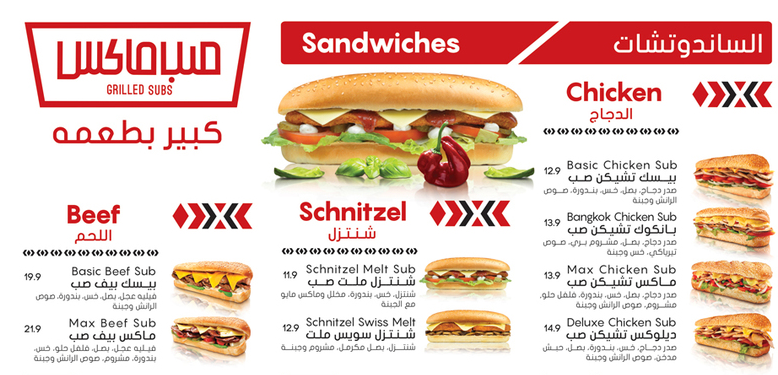 صب ماكس
GRILLED SUBS
كبير بطعمه
Sandwiches
الساندوتشات
Chicken
الدجاج
12.9 Basic Chicken Sub
بيسك تشيكن صب
صدر دجاج، بصل، خس، بندورة، صوص
الرانش وجبنة
13.9 Bangkok Chicken Sub
بانكوك تشيكن صب
صدر دجاج، بصل، مشروم بري، صوص
تيرياكي، خس وجبنة
13.9 Max Chicken Sub
ماكس تشيكن صب
صدر دجاج، بصل، خس، بندورة، فلفل حلو،
مشروم، صوص الرانش وجبنة
14.9 Deluxe Chicken Sub
ديلوكس تشيكن صب
صدر دجاج، خس، بندورة، بصل، حبش
مدخن، صوص الرانش وجبنة
Schnitzel
شنتزل
11.9 Schnitzel Melt Sub
شنتزل ملت صب
شنتزل، خس، بندورة، مخلل وماكس مايو
مع الجبنة
12.9 Schnitzel Swiss Melt
شنتزل سويس ملت
شنتزل، بصل مكرمل، مشروم وجبنة
Beef
اللحم
19.9 Basic Beef Sub
بيسك بيف صب
فيليه عجل، بصل، خس، بندورة، صوص
الرانش وجبنة
21.9 Max Beef Sub
ماكس بيف صب
فيليه عجل، بصل، فلفل حلو، خس،
بندورة، مشروم، صوص الرانش وجبنة